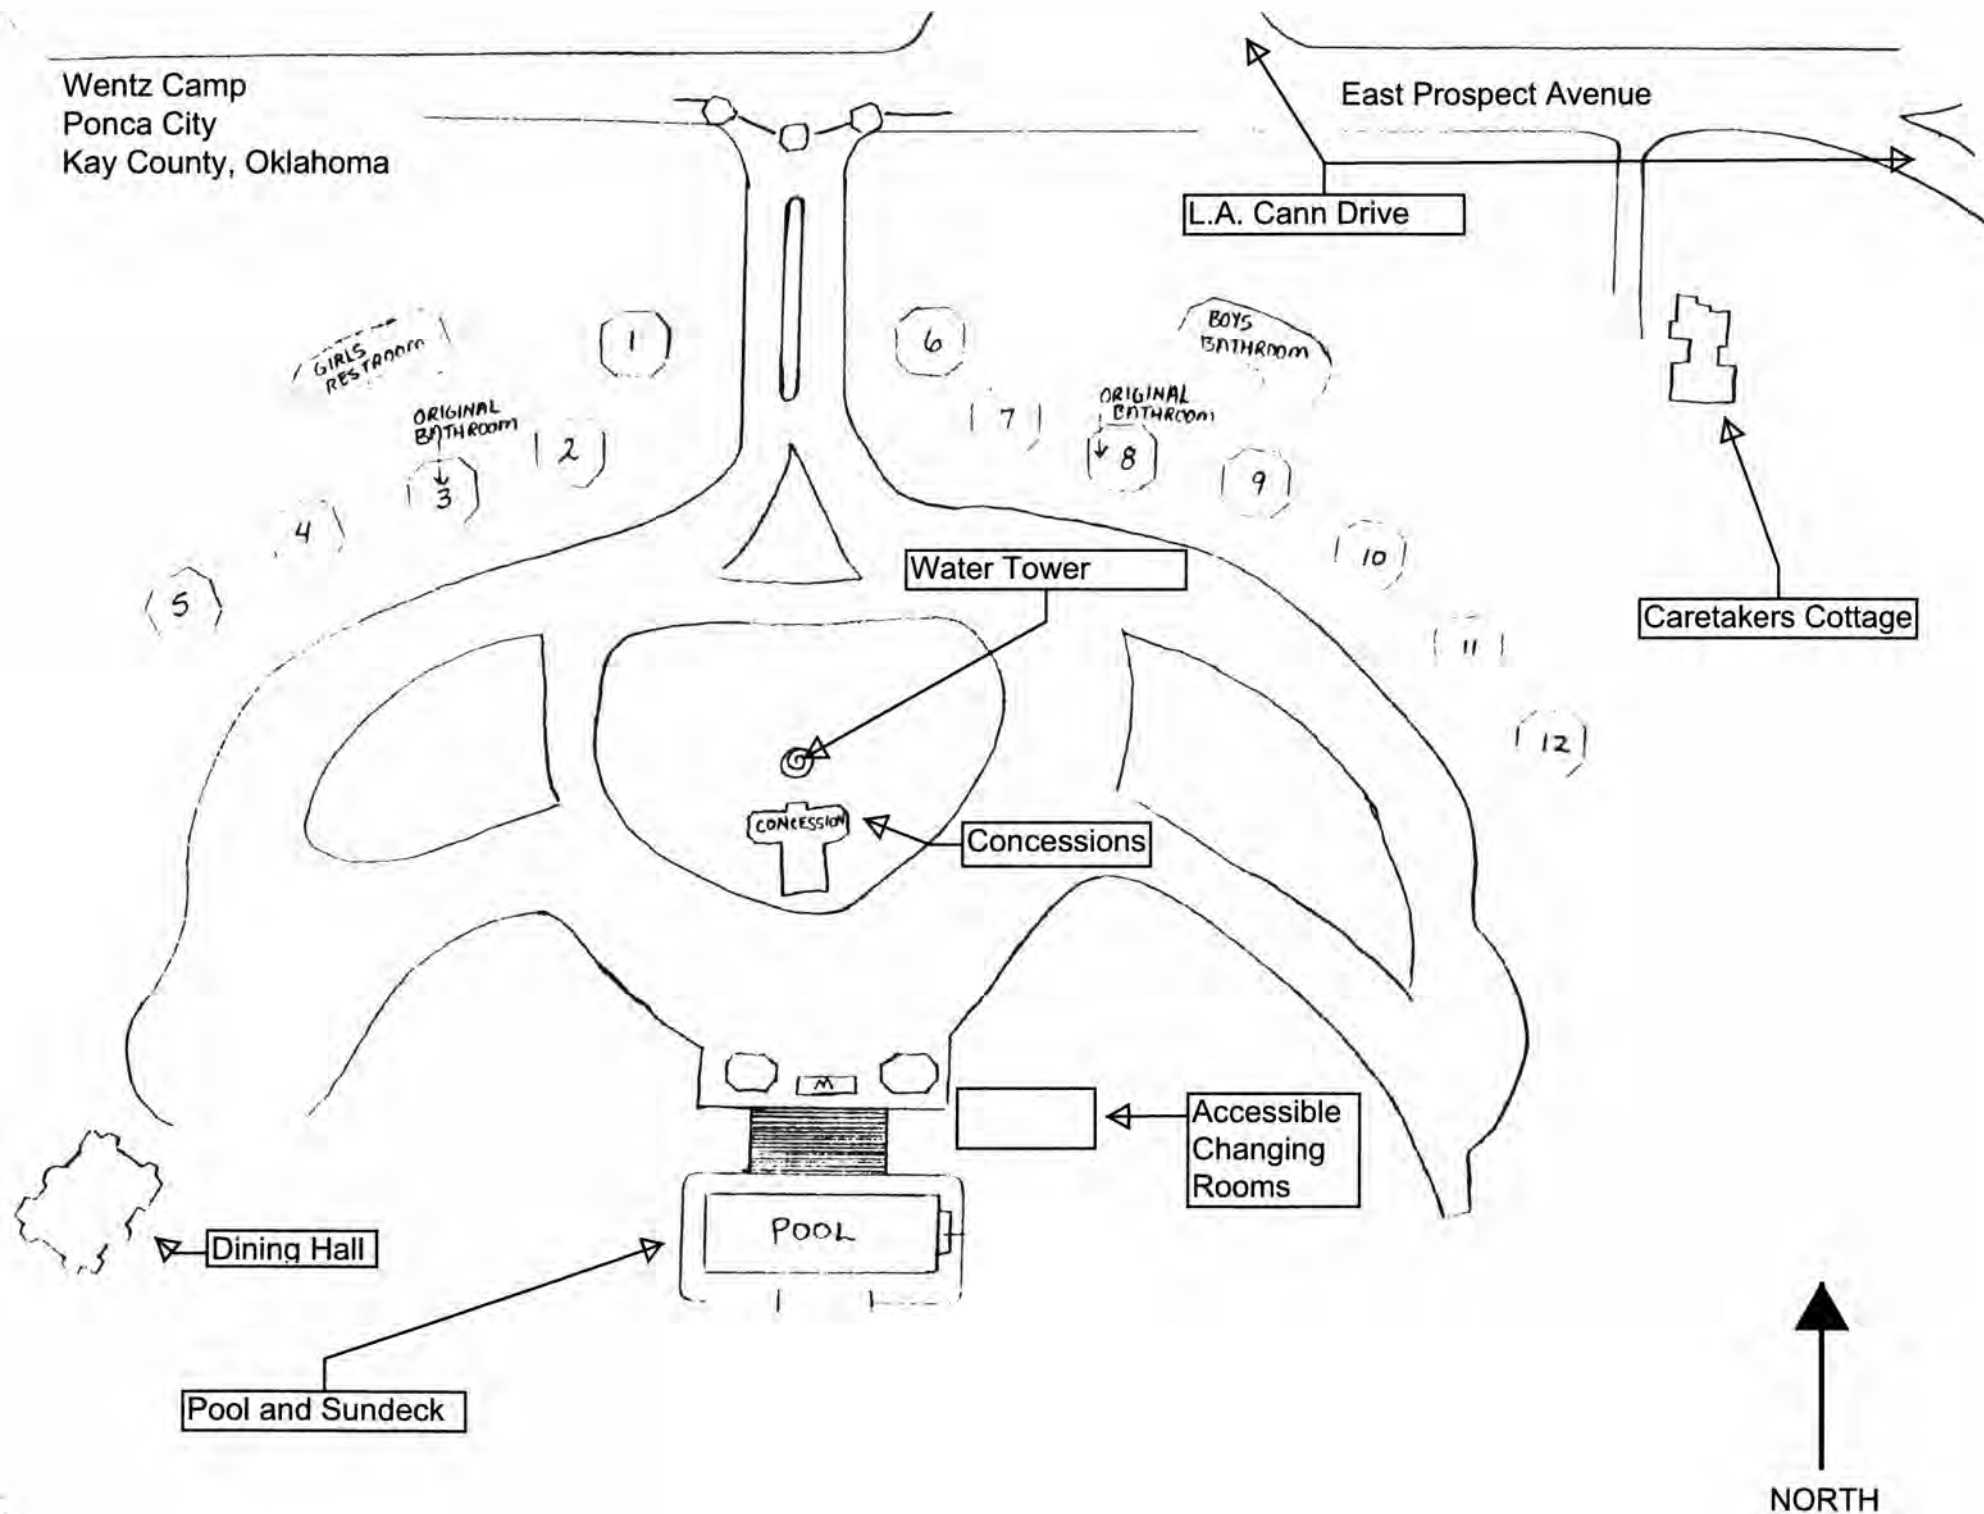 Wentz Camp
Ponca City
Kay County, Oklahoma
East Prospect Avenue
L.A. Cann Drive
GIRLS
RESTROOM
1
6
BOYS
BATHROOM
ORIGINAL
BATHROOM
2
3
4
5
7
ORIGINAL
BATHROOM
8
9
10
11
12
Caretakers Cottage
Water Tower
CONCESSION
Concessions
M
Accessible
Changing
Rooms
POOL
Dining Hall
Pool and Sundeck
NORTH